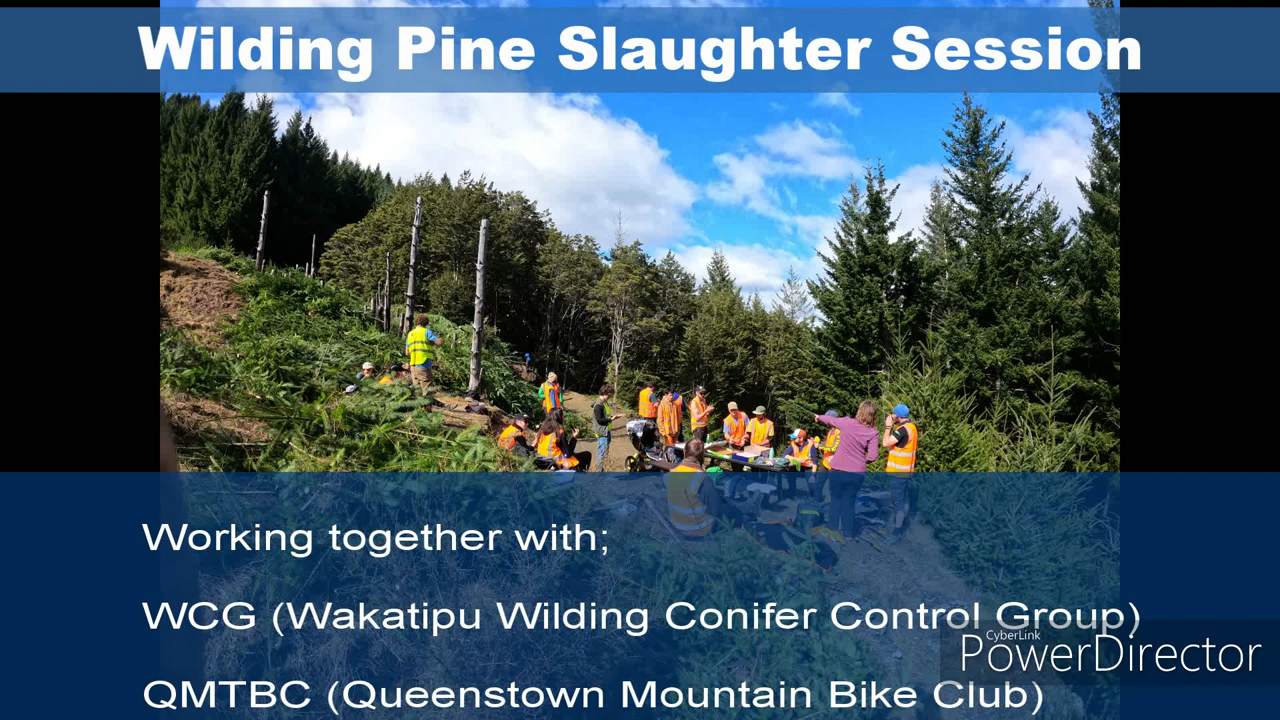 Wilding Pine Slaughter Session
Working together with;
WCG (Wakatipu Wilding Conifer Control Group)
CyberLink
PowerDirector
QMTBC (Queenstown Mountain Bike Club)